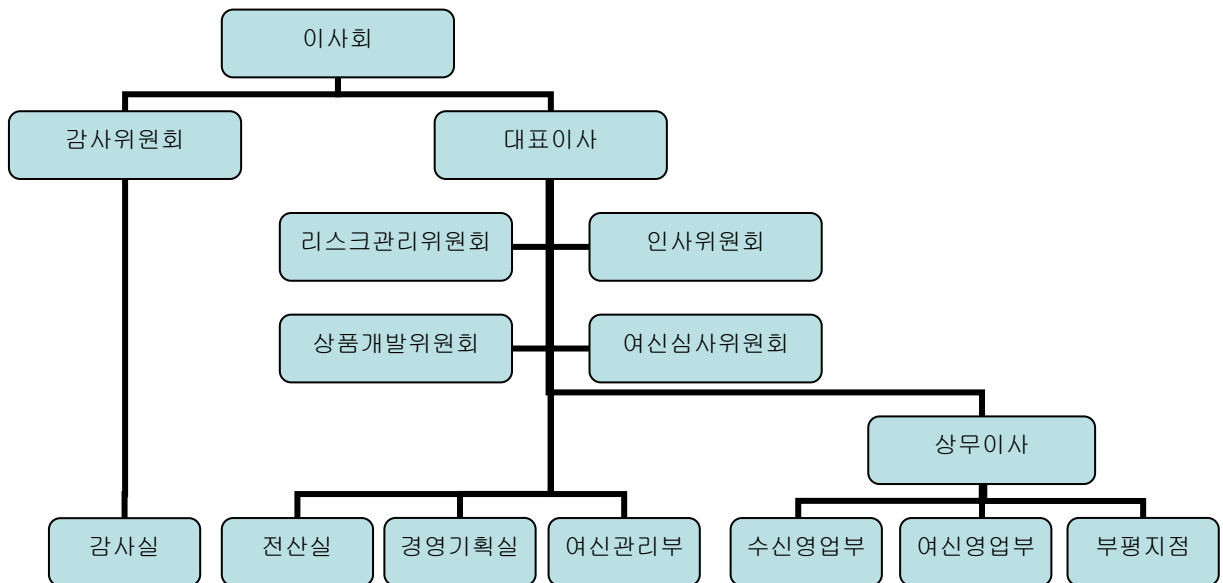 이사회
감사위원회
대표이사
리스크관리위원회
인사위원회
상품개발위원회
여신심사위원회
상무이사
감사실
전산실
경영기획실
여신관리부
수신영업부
여신영업부
부평지점